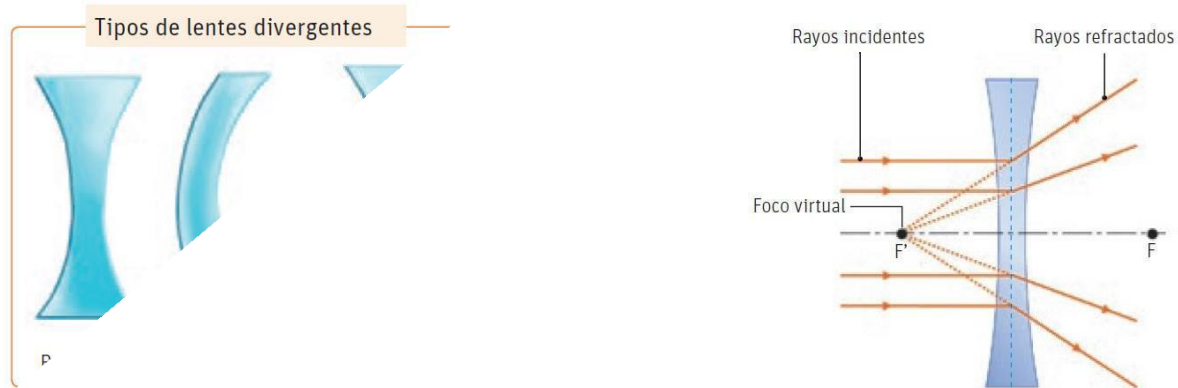 Tipos de lentes divergentes
Rayos incidentes
Rayos refractados
Foco virtual
F'
F